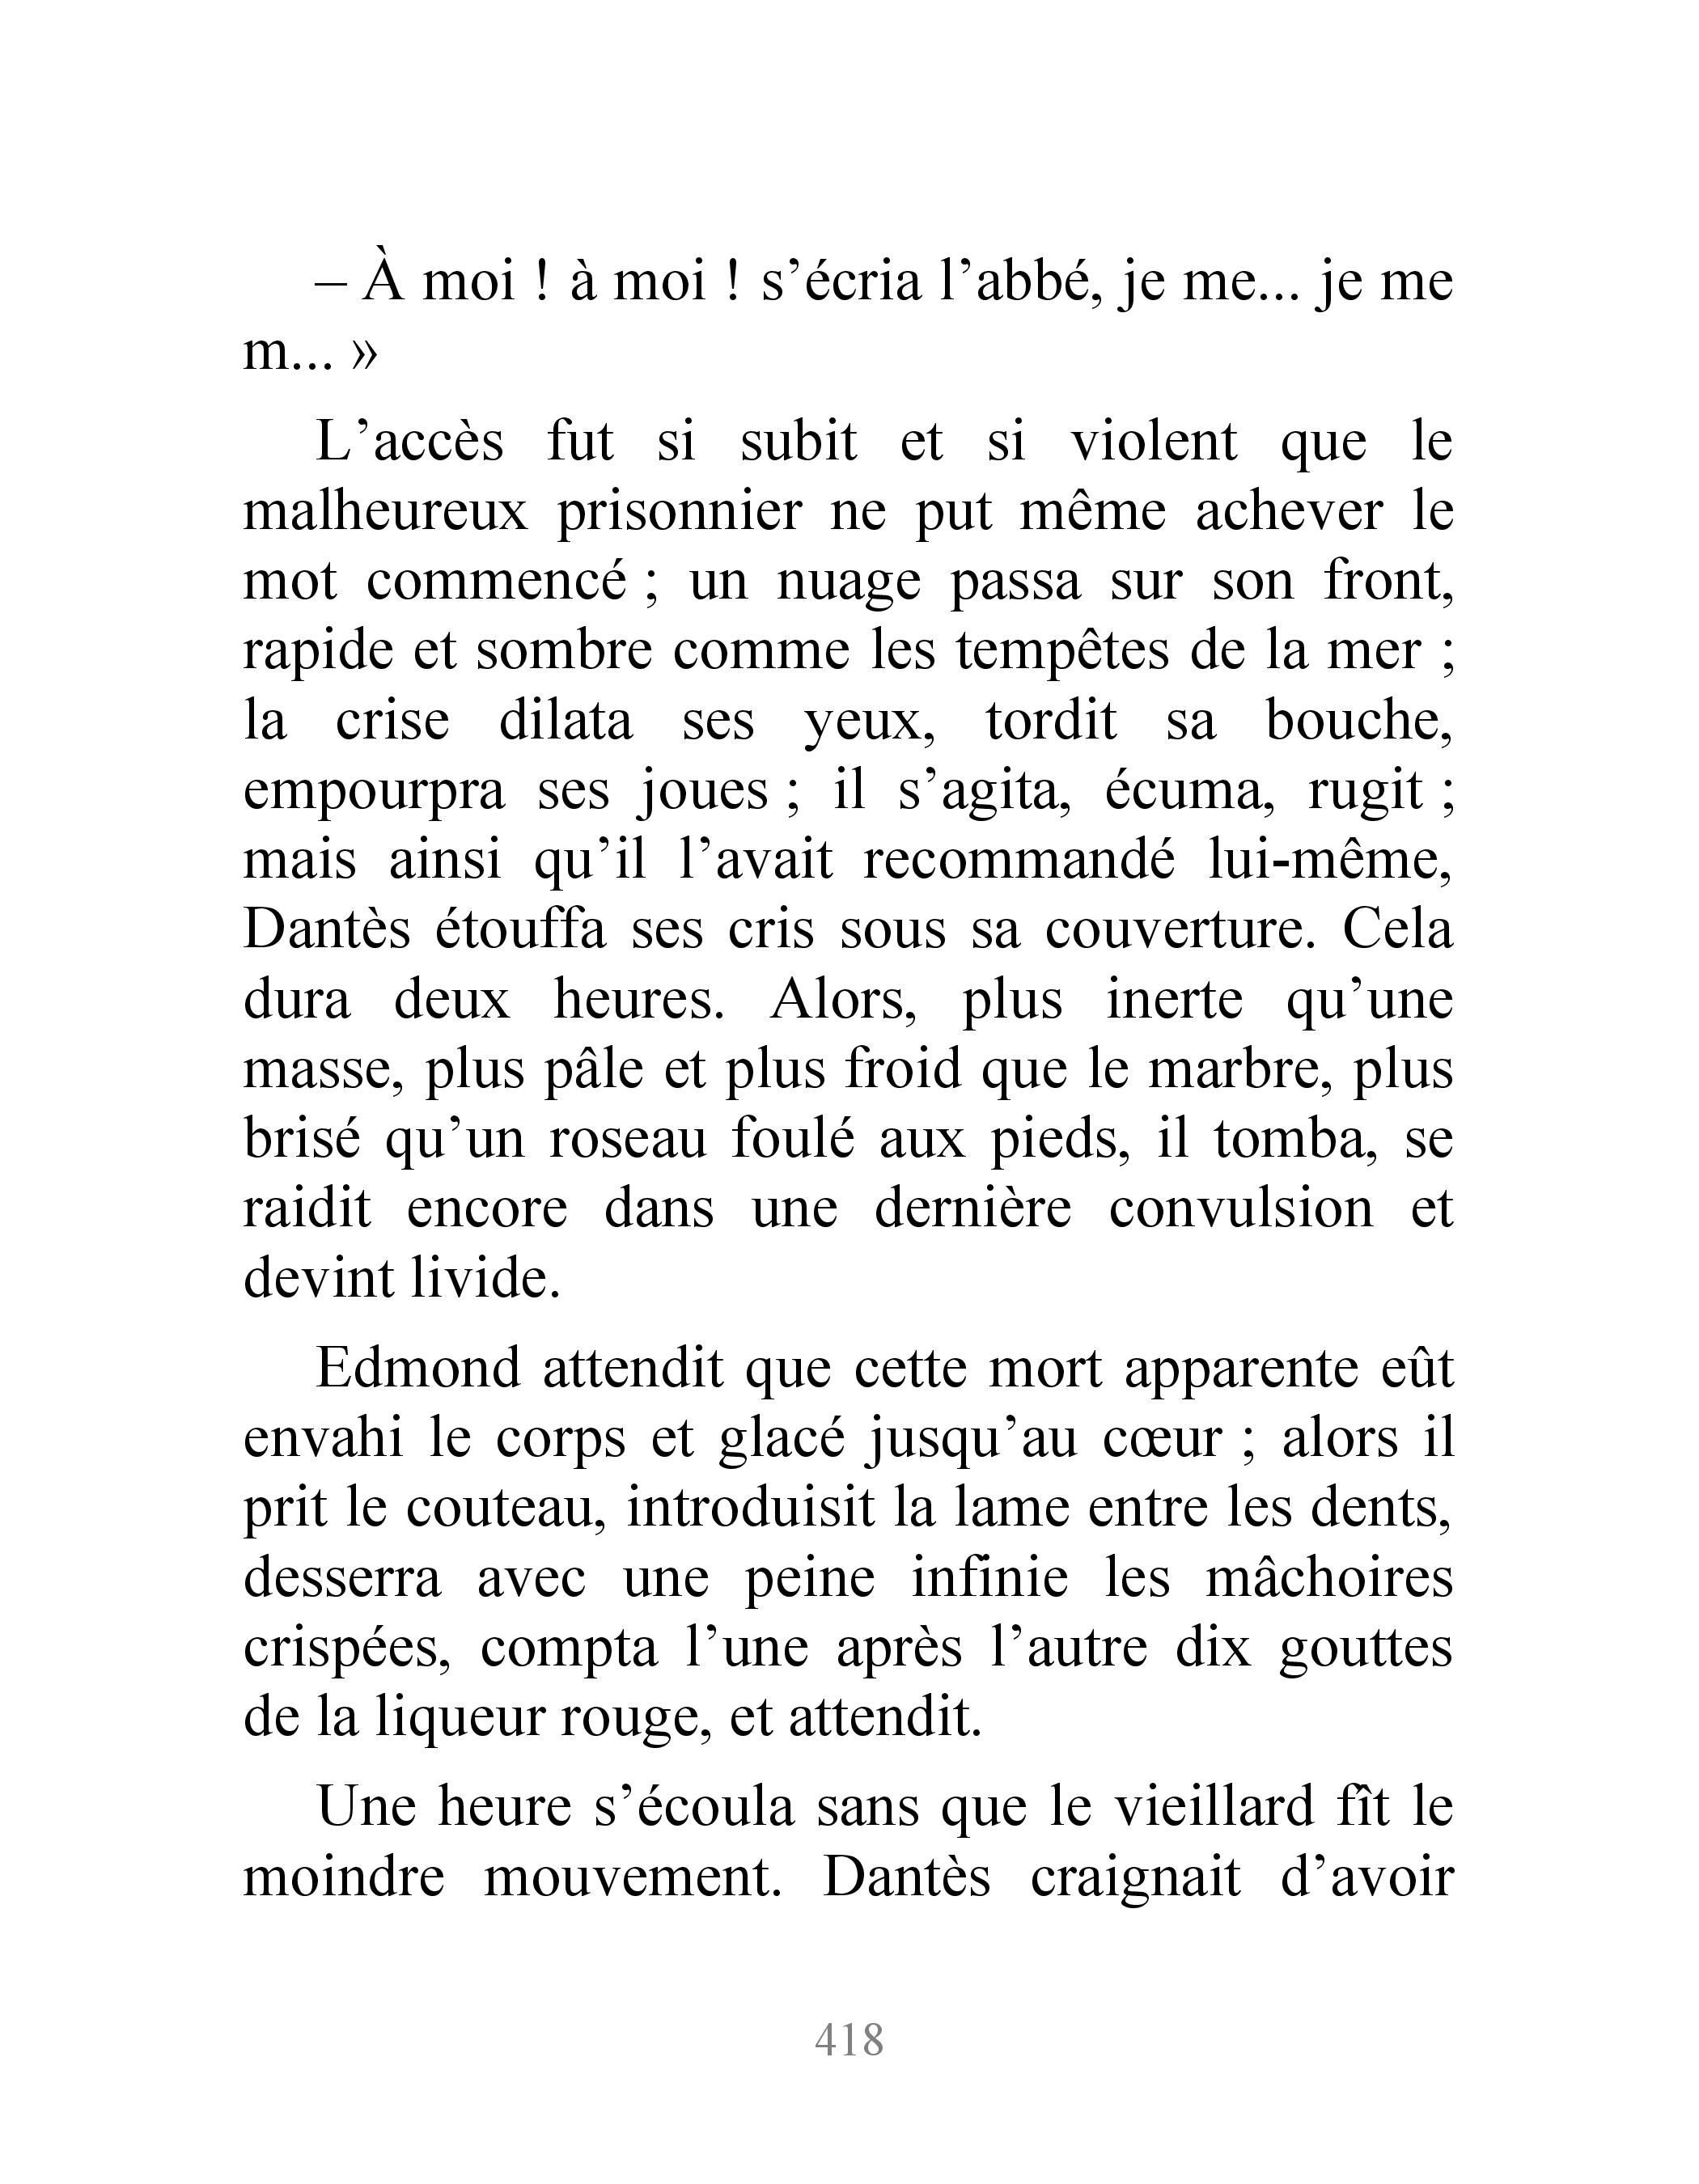 – À moi ! à moi ! s’écria l’abbé, je me... je me
m... »
L’accès fut si subit et si violent que le
malheureux prisonnier ne put même achever le
mot commencé ; un nuage passa sur son front,
rapide et sombre comme les tempêtes de la mer ;
la crise dilata ses yeux, tordit sa bouche,
empourpra ses joues ; il s’agita, écuma, rugit ;
mais ainsi qu’il l’avait recommandé lui-même,
Dantès étouffa ses cris sous sa couverture. Cela
dura deux heures. Alors, plus inerte qu’une
masse, plus pâle et plus froid que le marbre, plus
brisé qu’un roseau foulé aux pieds, il tomba, se
raidit encore dans une dernière convulsion et
devint livide.
Edmond attendit que cette mort apparente eût
envahi le corps et glacé jusqu’au cœur ; alors il
prit le couteau, introduisit la lame entre les dents,
desserra avec une peine infinie les mâchoires
crispées, compta l’une après l’autre dix gouttes
de la liqueur rouge, et attendit.
Une heure s’écoula sans que le vieillard fît le
moindre mouvement. Dantès craignait d’avoir
418